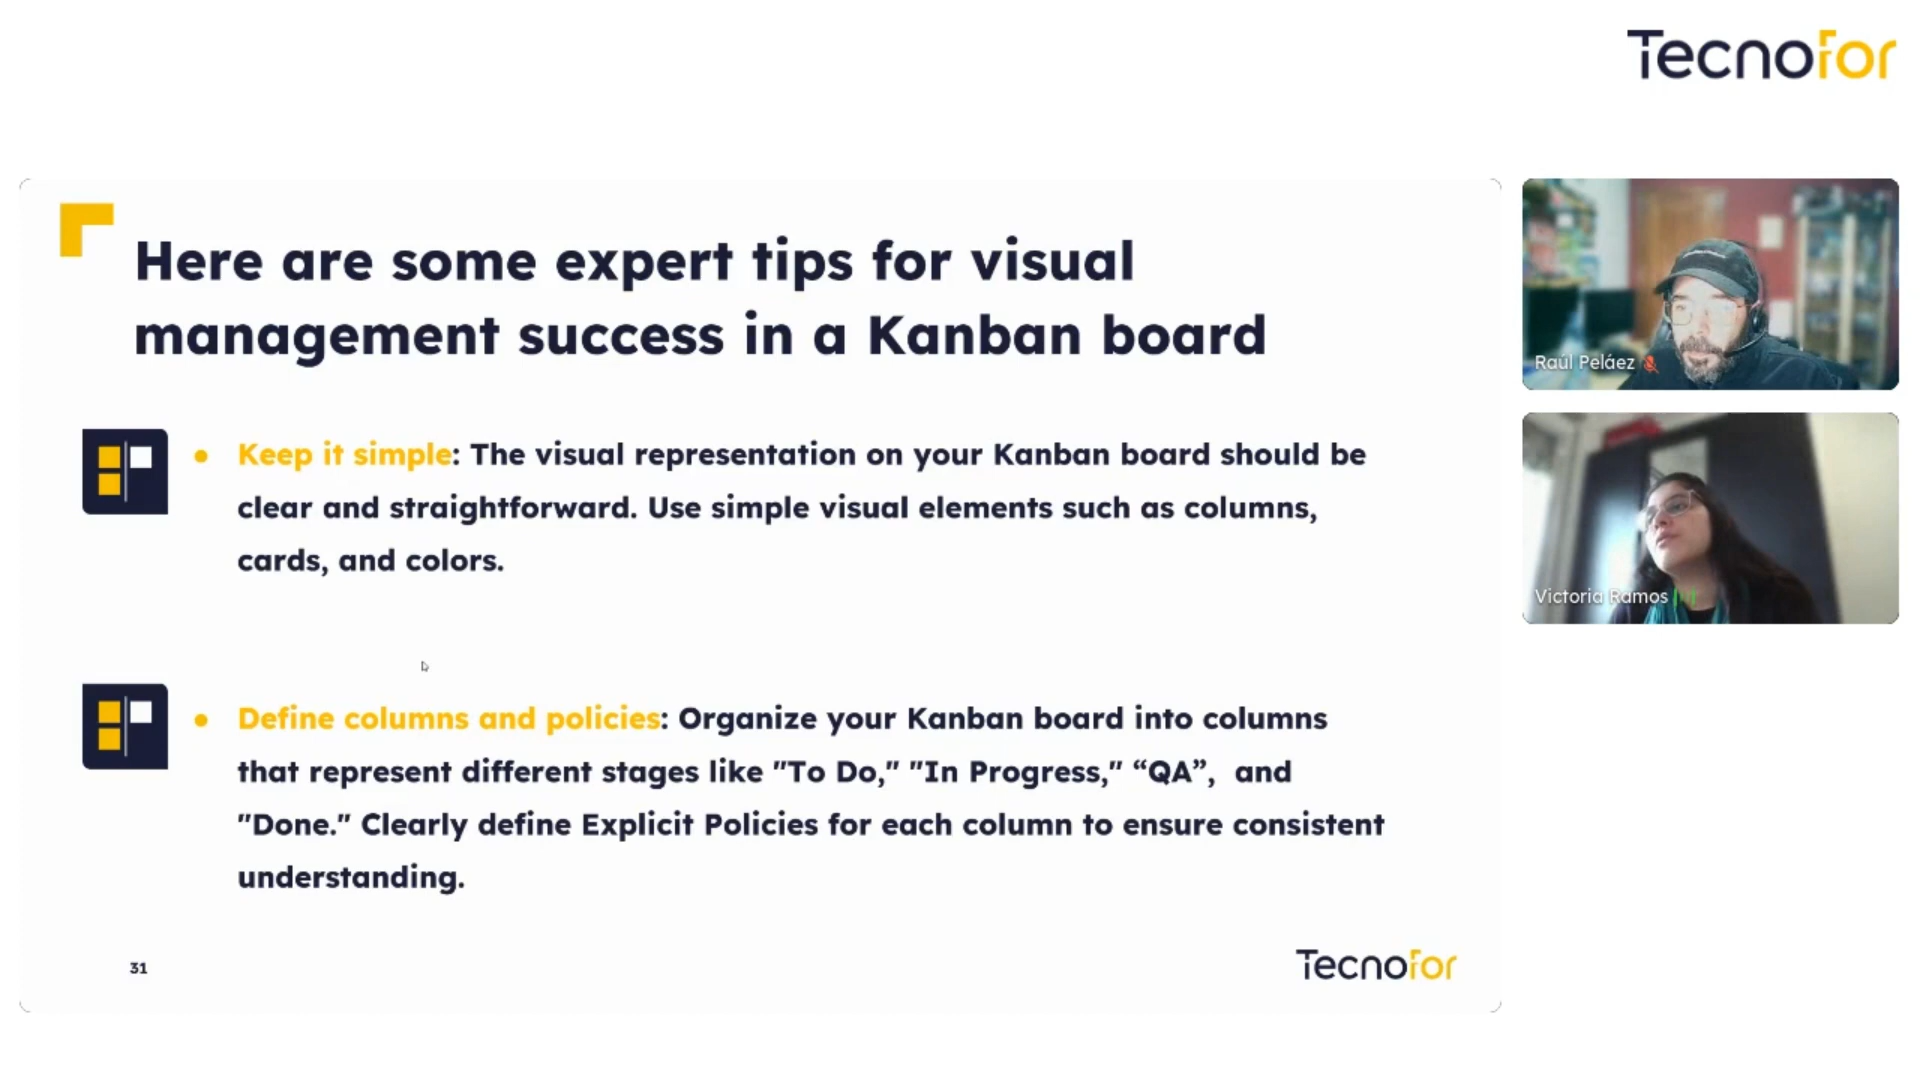 Tecnofor
Here are some expert tips for visual
management success in a Kanban board
• Keep it simple: The visual representation on your Kanban board should be
clear and straightforward. Use simple visual elements such as columns,
cards, and colors.
• Define columns and policies: Organize your Kanban board into columns
that represent different stages like "To Do," "In Progress," “QA”,  and
"Done." Clearly define Explicit Policies for each column to ensure consistent
understanding.
31
Tecnofor
Raúl Peláez
Victoria Ramos